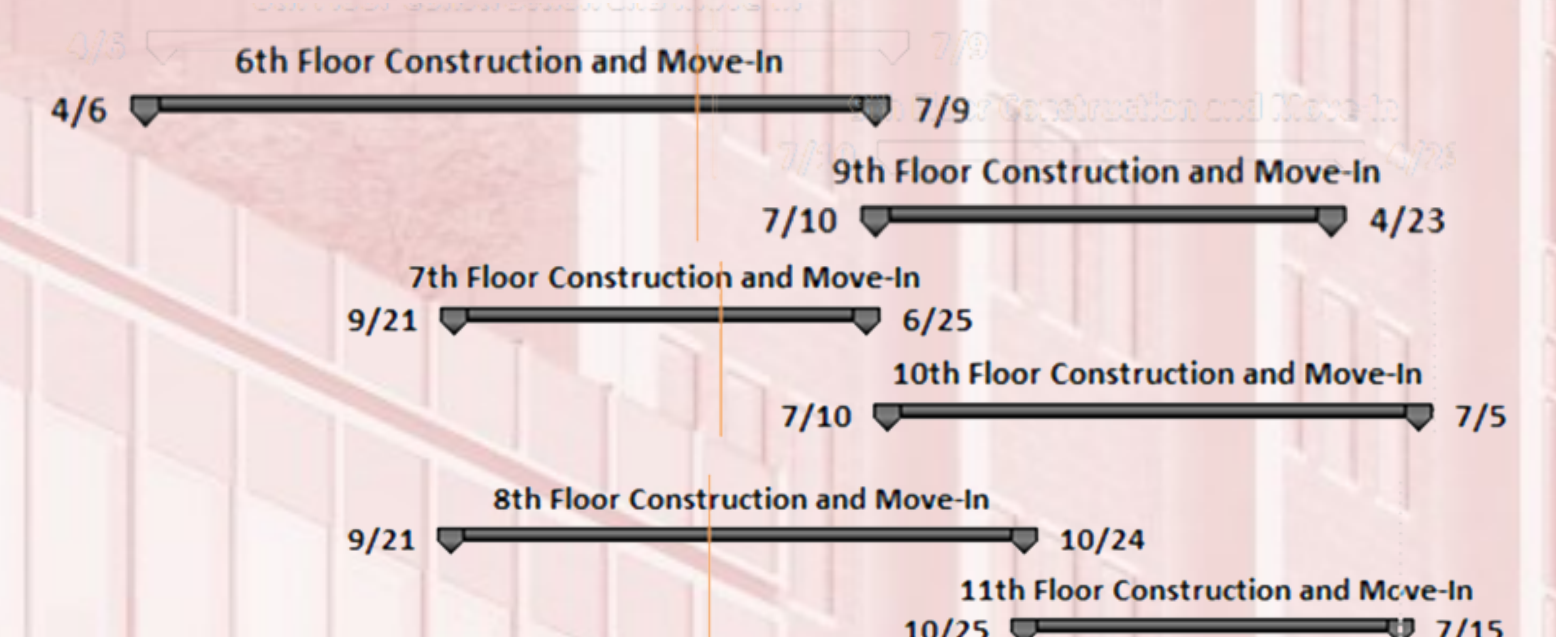 6th Floor Construction and Move-In
4/6 7/9
9th Floor Construction and Move-In
7/10 4/23
7th Floor Construction and Move-In
9/21 6/25
10th Floor Construction and Move-In
7/10 7/5
8th Floor Construction and Move-In
9/21 10/24
11th Floor Construction and Move-In
10/25 7/15